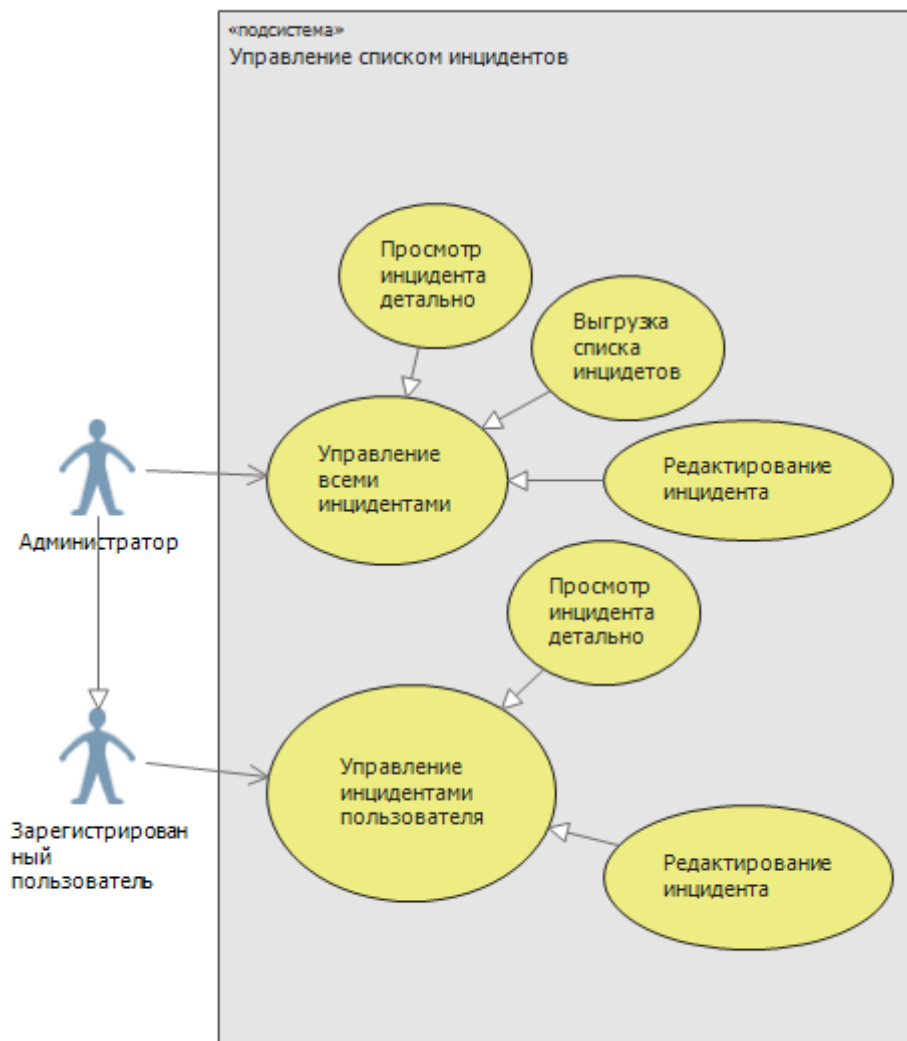 «подсистема»
Управление списком инцидентов
Просмотр
инцидента
детально
Выгрузка
списка
инцидетов
Управление
всеми
инцидентами
Редактирование
инцидента
Администратор
Просмотр
инцидента
детально
Управление
инцидентами
пользователя
Зарегистрирован
ный
пользователь
Редактирование
инцидента